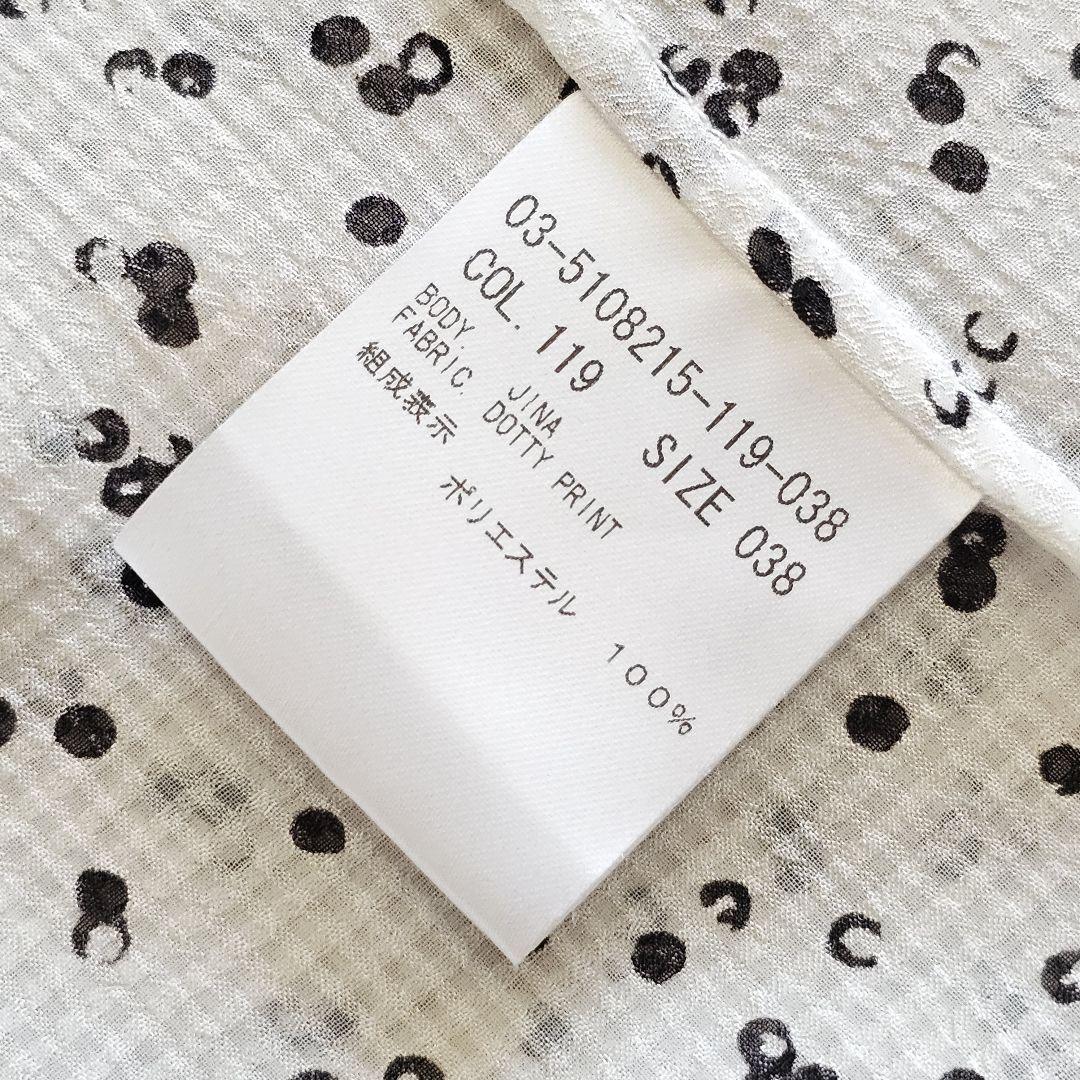 03-5108215-119-038
COL. 119 SIZE 038
BODY. JINA
FABRIC. DOTTY PRINT
組成表示
ポリエステル 100%